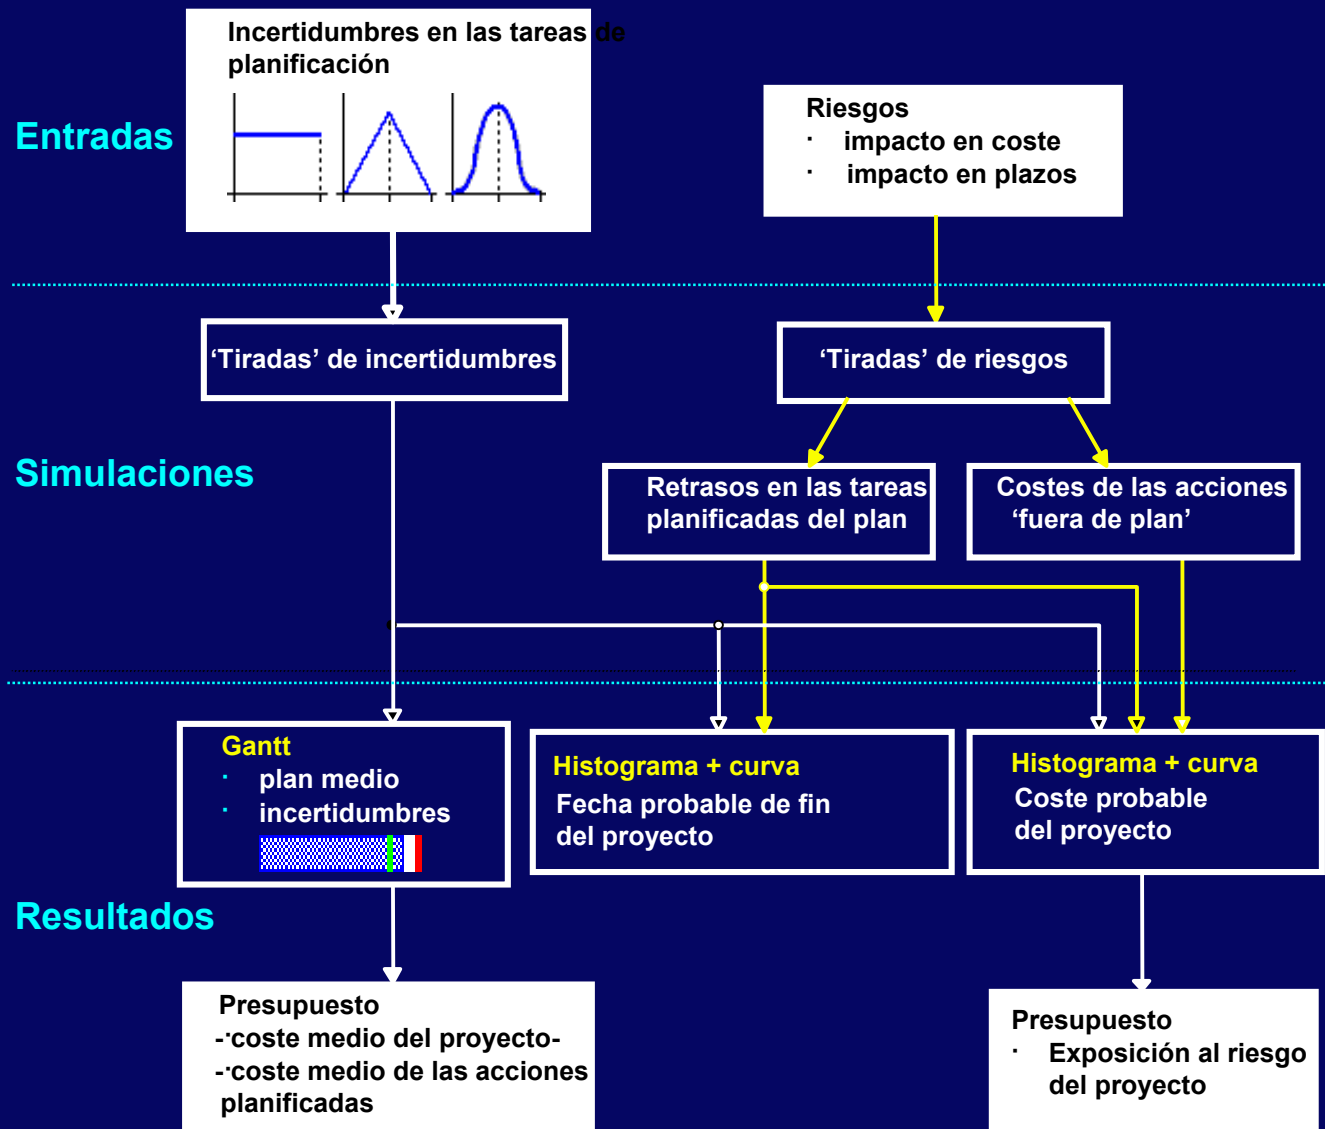 Incertidumbres en las tareas de
planificación
Entradas
Riesgos
· impacto en coste
· impacto en plazos
‘Tiradas’ de incertidumbres
‘Tiradas’ de riesgos
Simulaciones
Retrasos en las tareas
planificadas del plan
Costes de las acciones
‘fuera de plan’
Gantt
· plan medio
· incertidumbres
Histograma + curva
Fecha probable de fin
del proyecto
Histograma + curva
Coste probable
del proyecto
Resultados
Presupuesto
-·coste medio del proyecto-
-·coste medio de las acciones
planificadas
Presupuesto
· Exposición al riesgo
del proyecto